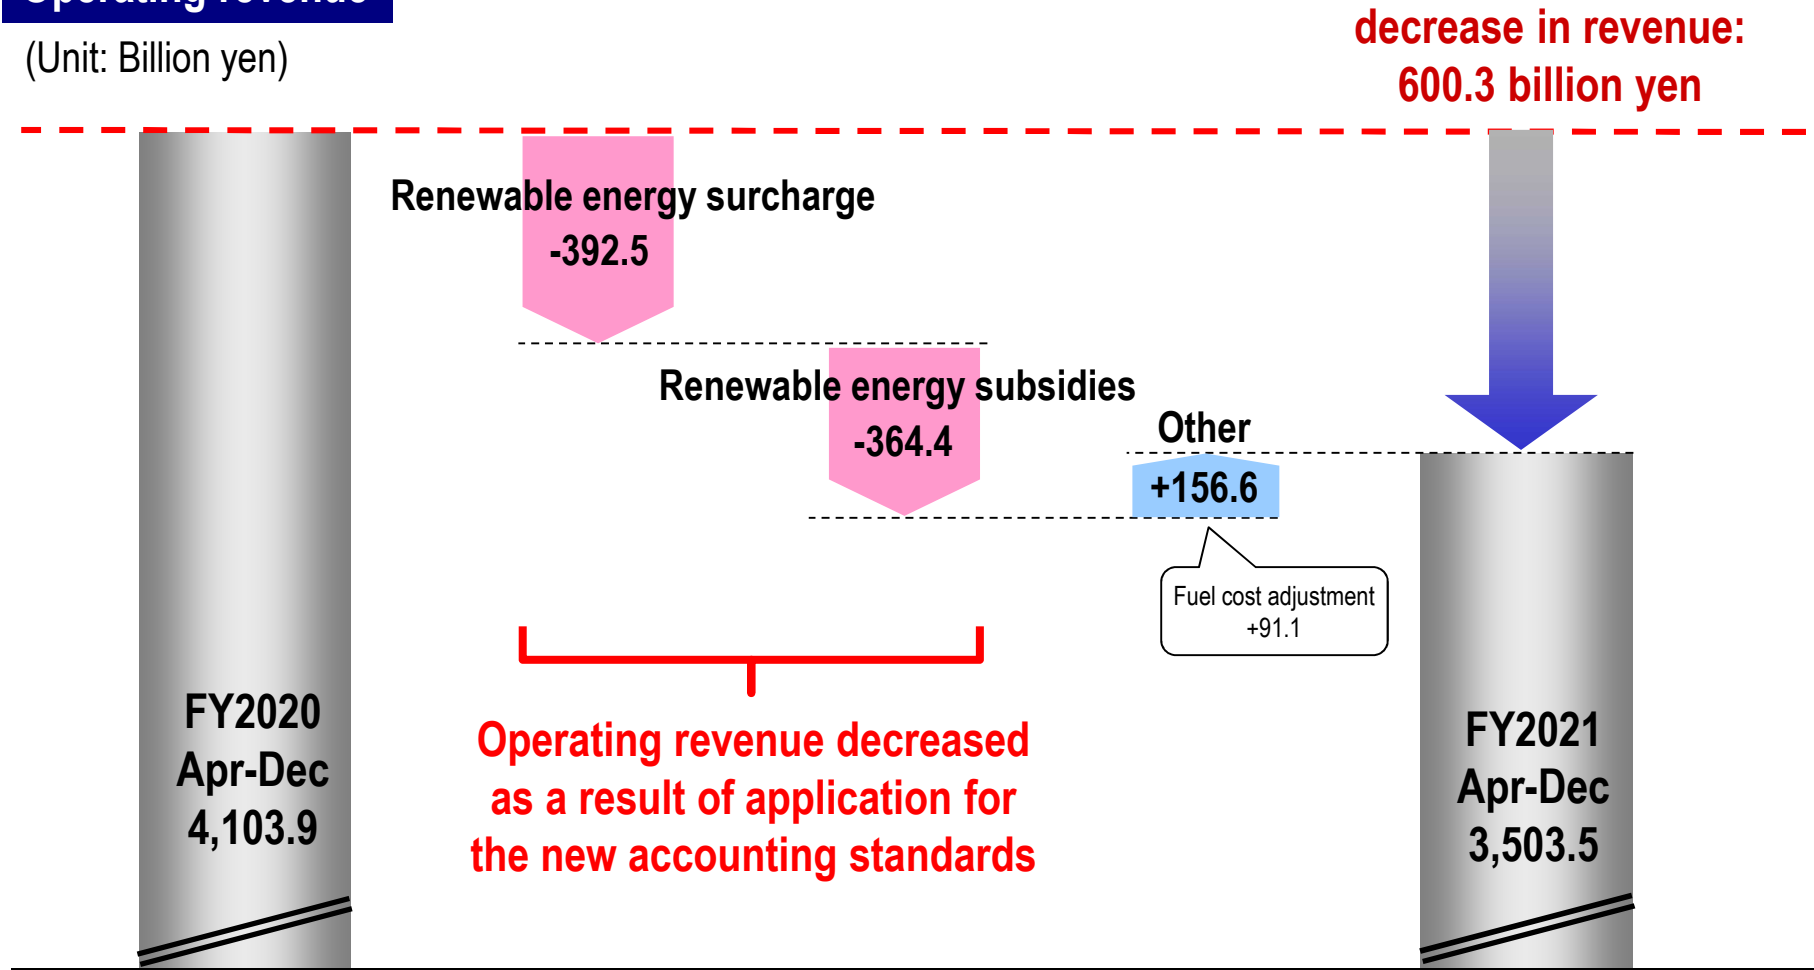 Operating revenue
(Unit: Billion yen)
decrease in revenue:
600.3 billion yen
Renewable energy surcharge
-392.5
Renewable energy subsidies
-364.4
Other
+156.6
Fuel cost adjustment
+91.1
FY2020
Apr-Dec
4,103.9
Operating revenue decreased
as a result of application for
the new accounting standards
FY2021
Apr-Dec
3,503.5